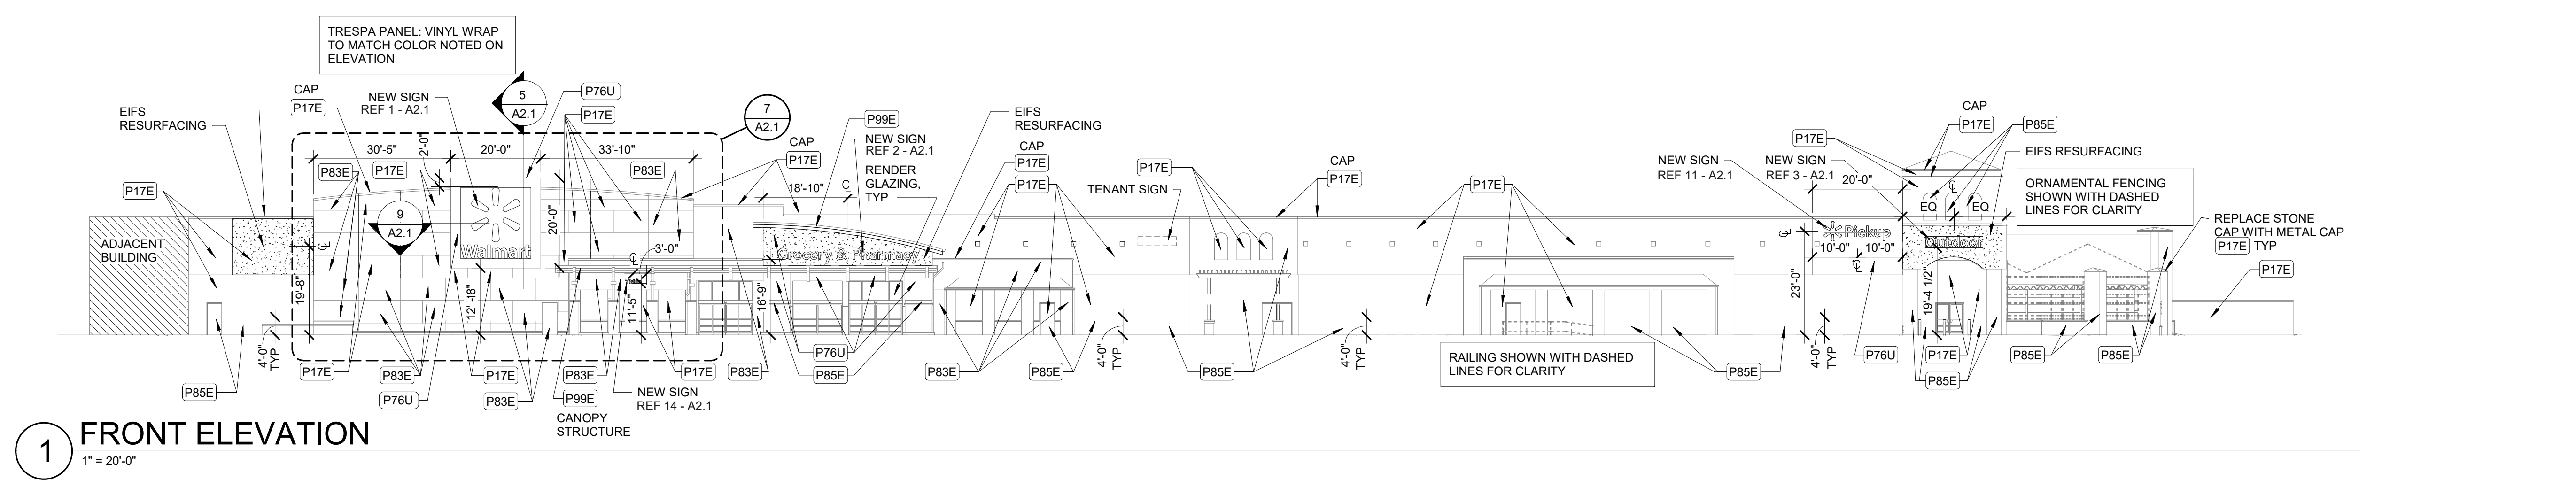 TRESPA PANEL: VINYL WRAP
TO MATCH COLOR NOTED ON
ELEVATION
EIFS
RESURFACING
CAP
P17E
NEW SIGN
REF 1 - A2.1
5
A2.1
P76U
P17E
7
A2.1
P99E
NEW SIGN
REF 2 - A2.1
RENDER
GLAZING,
TYP
EIFS
RESURFACING
CAP
P17E
P17E
CAP
P17E
P17E
TENANT SIGN
CAP
P17E
P17E
NEW SIGN
REF 11 - A2.1
NEW SIGN
REF 3 - A2.1
P17E
CAP
P17E
P85E
EIFS RESURFACING
ORNAMENTAL FENCING
SHOWN WITH DASHED
LINES FOR CLARITY
REPLACE STONE
CAP WITH METAL CAP
P17E TYP
P17E
P17E
30'-5"
2'-0"
20'-0"
33'-10"
P83E
P17E
P83E
18'-10"
20'-0"
EQ
EQ
9
A2.1
20'-0"
Walmart
3'-0"
Grocery & Pharmacy
Pickup
10'-0"
10'-0"
Outdoor
ADJACENT
BUILDING
19'-8"
12'-18"
11'-5"
16'-9"
23'-0"
19'-4 1/2"
4'-0"
TYP
4'-0"
TYP
4'-0"
TYP
4'-0"
TYP
P85E
P17E
P83E
P76U
P17E
P83E
P83E
P99E
CANOPY
STRUCTURE
NEW SIGN
REF 14 - A2.1
P17E
P83E
P76U
P85E
P83E
P85E
P85E
RAILING SHOWN WITH DASHED
LINES FOR CLARITY
P85E
P76U
P17E
P85E
P85E
P85E
1
FRONT ELEVATION
1" = 20'-0"